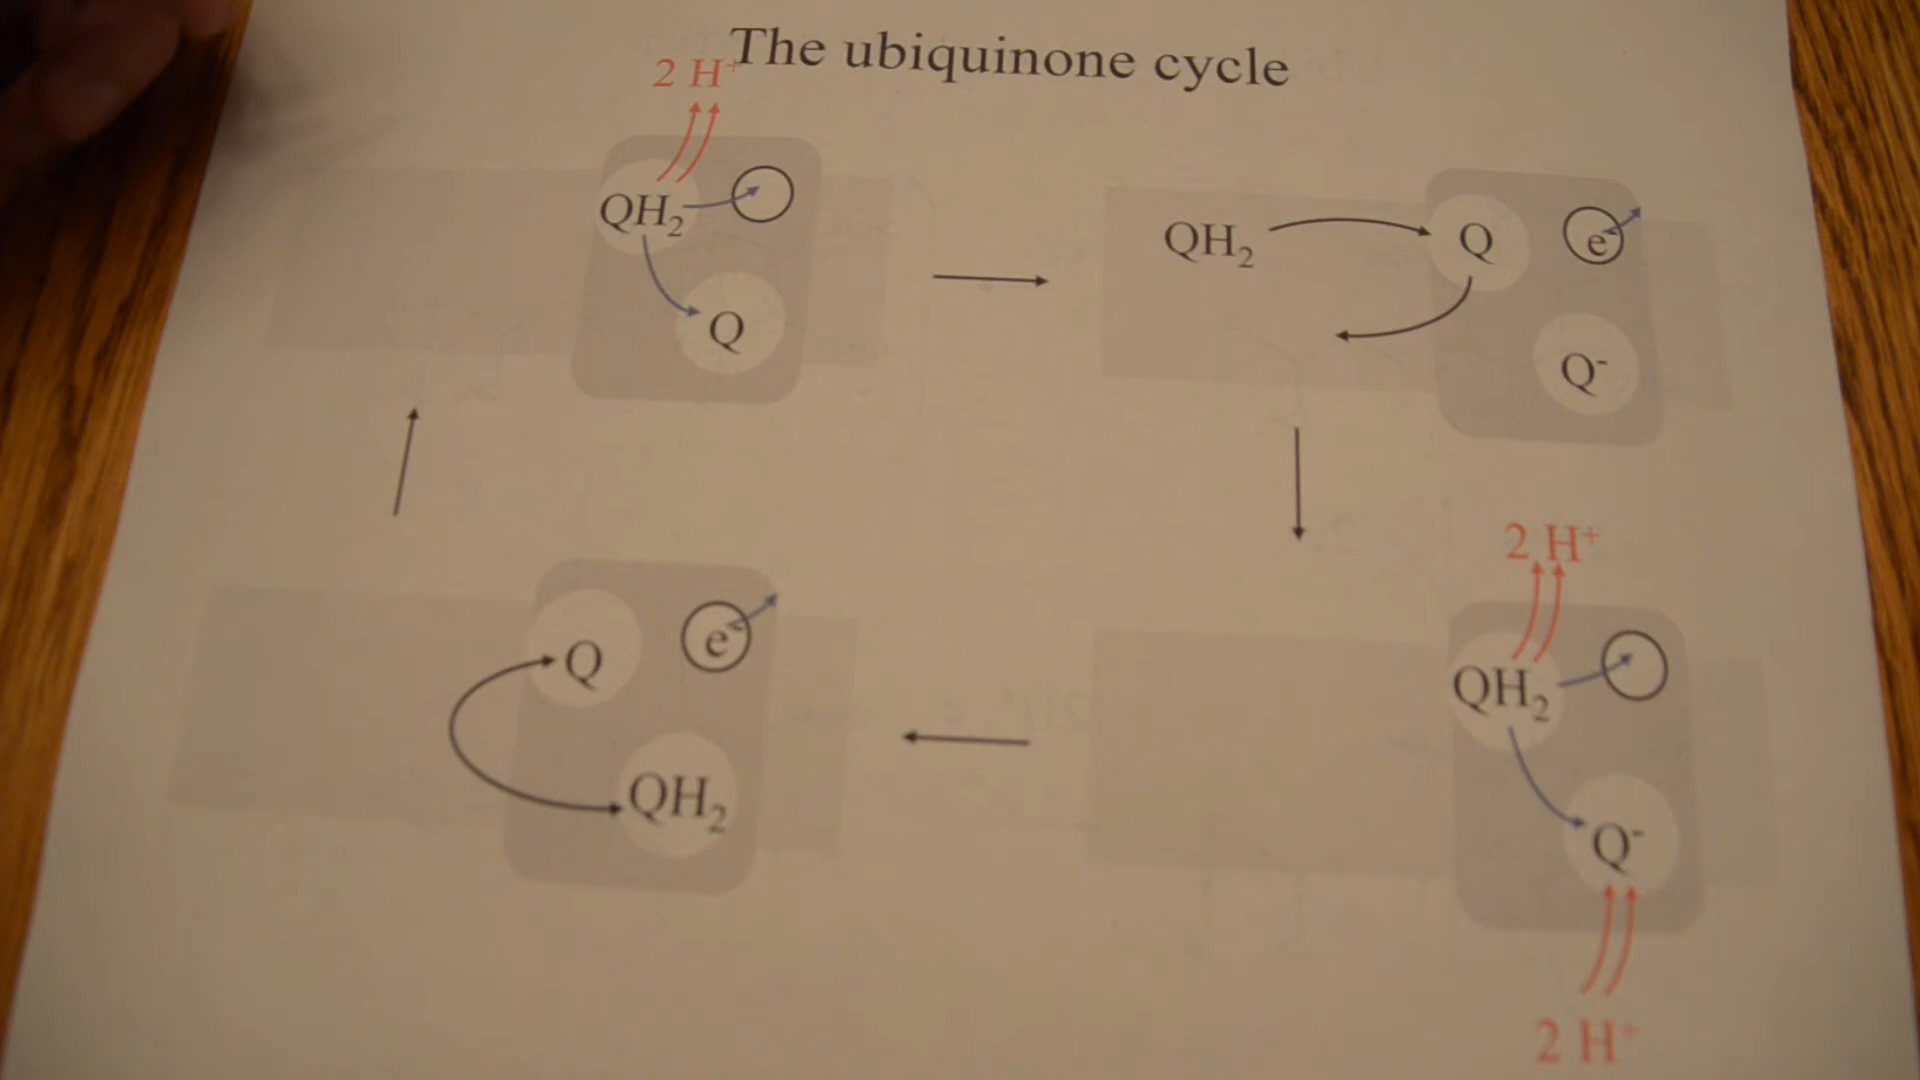 The ubiquinone cycle
2 H⁺
QH₂
Q
QH₂
Q
e⁻
Q⁻
Q
e⁻
QH₂
2 H⁺
QH₂
Q⁻
2 H⁺